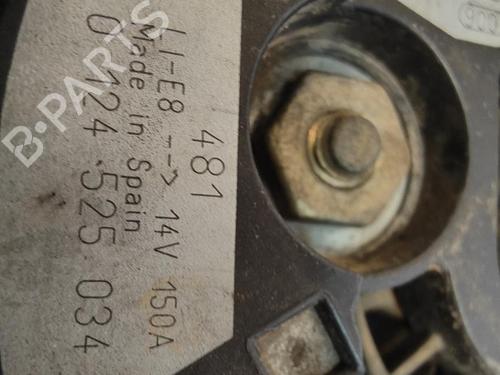 481
LI-E8 --> 14V 150A
Made in Spain
0 124 525 034
B-PARTS